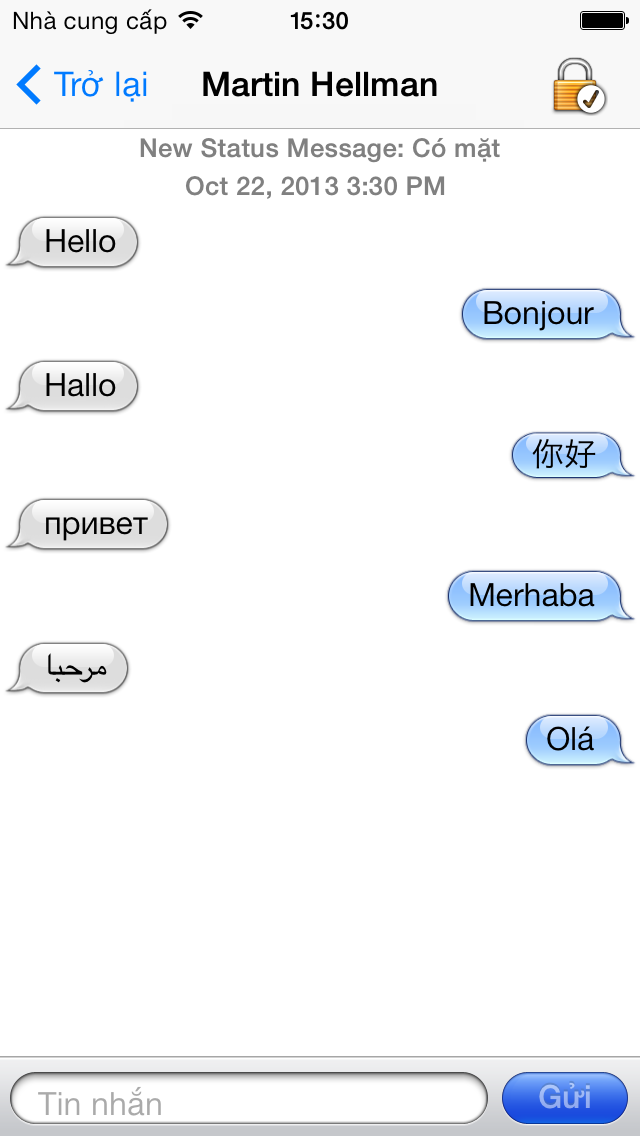 Nhà cung cấp 15:30
Trở lại Martin Hellman
New Status Message: Có mặt
Oct 22, 2013 3:30 PM
Hello
Bonjour
Hallo
你好
привет
Merhaba
مرحبا
Olá
Tin nhắn Gửi